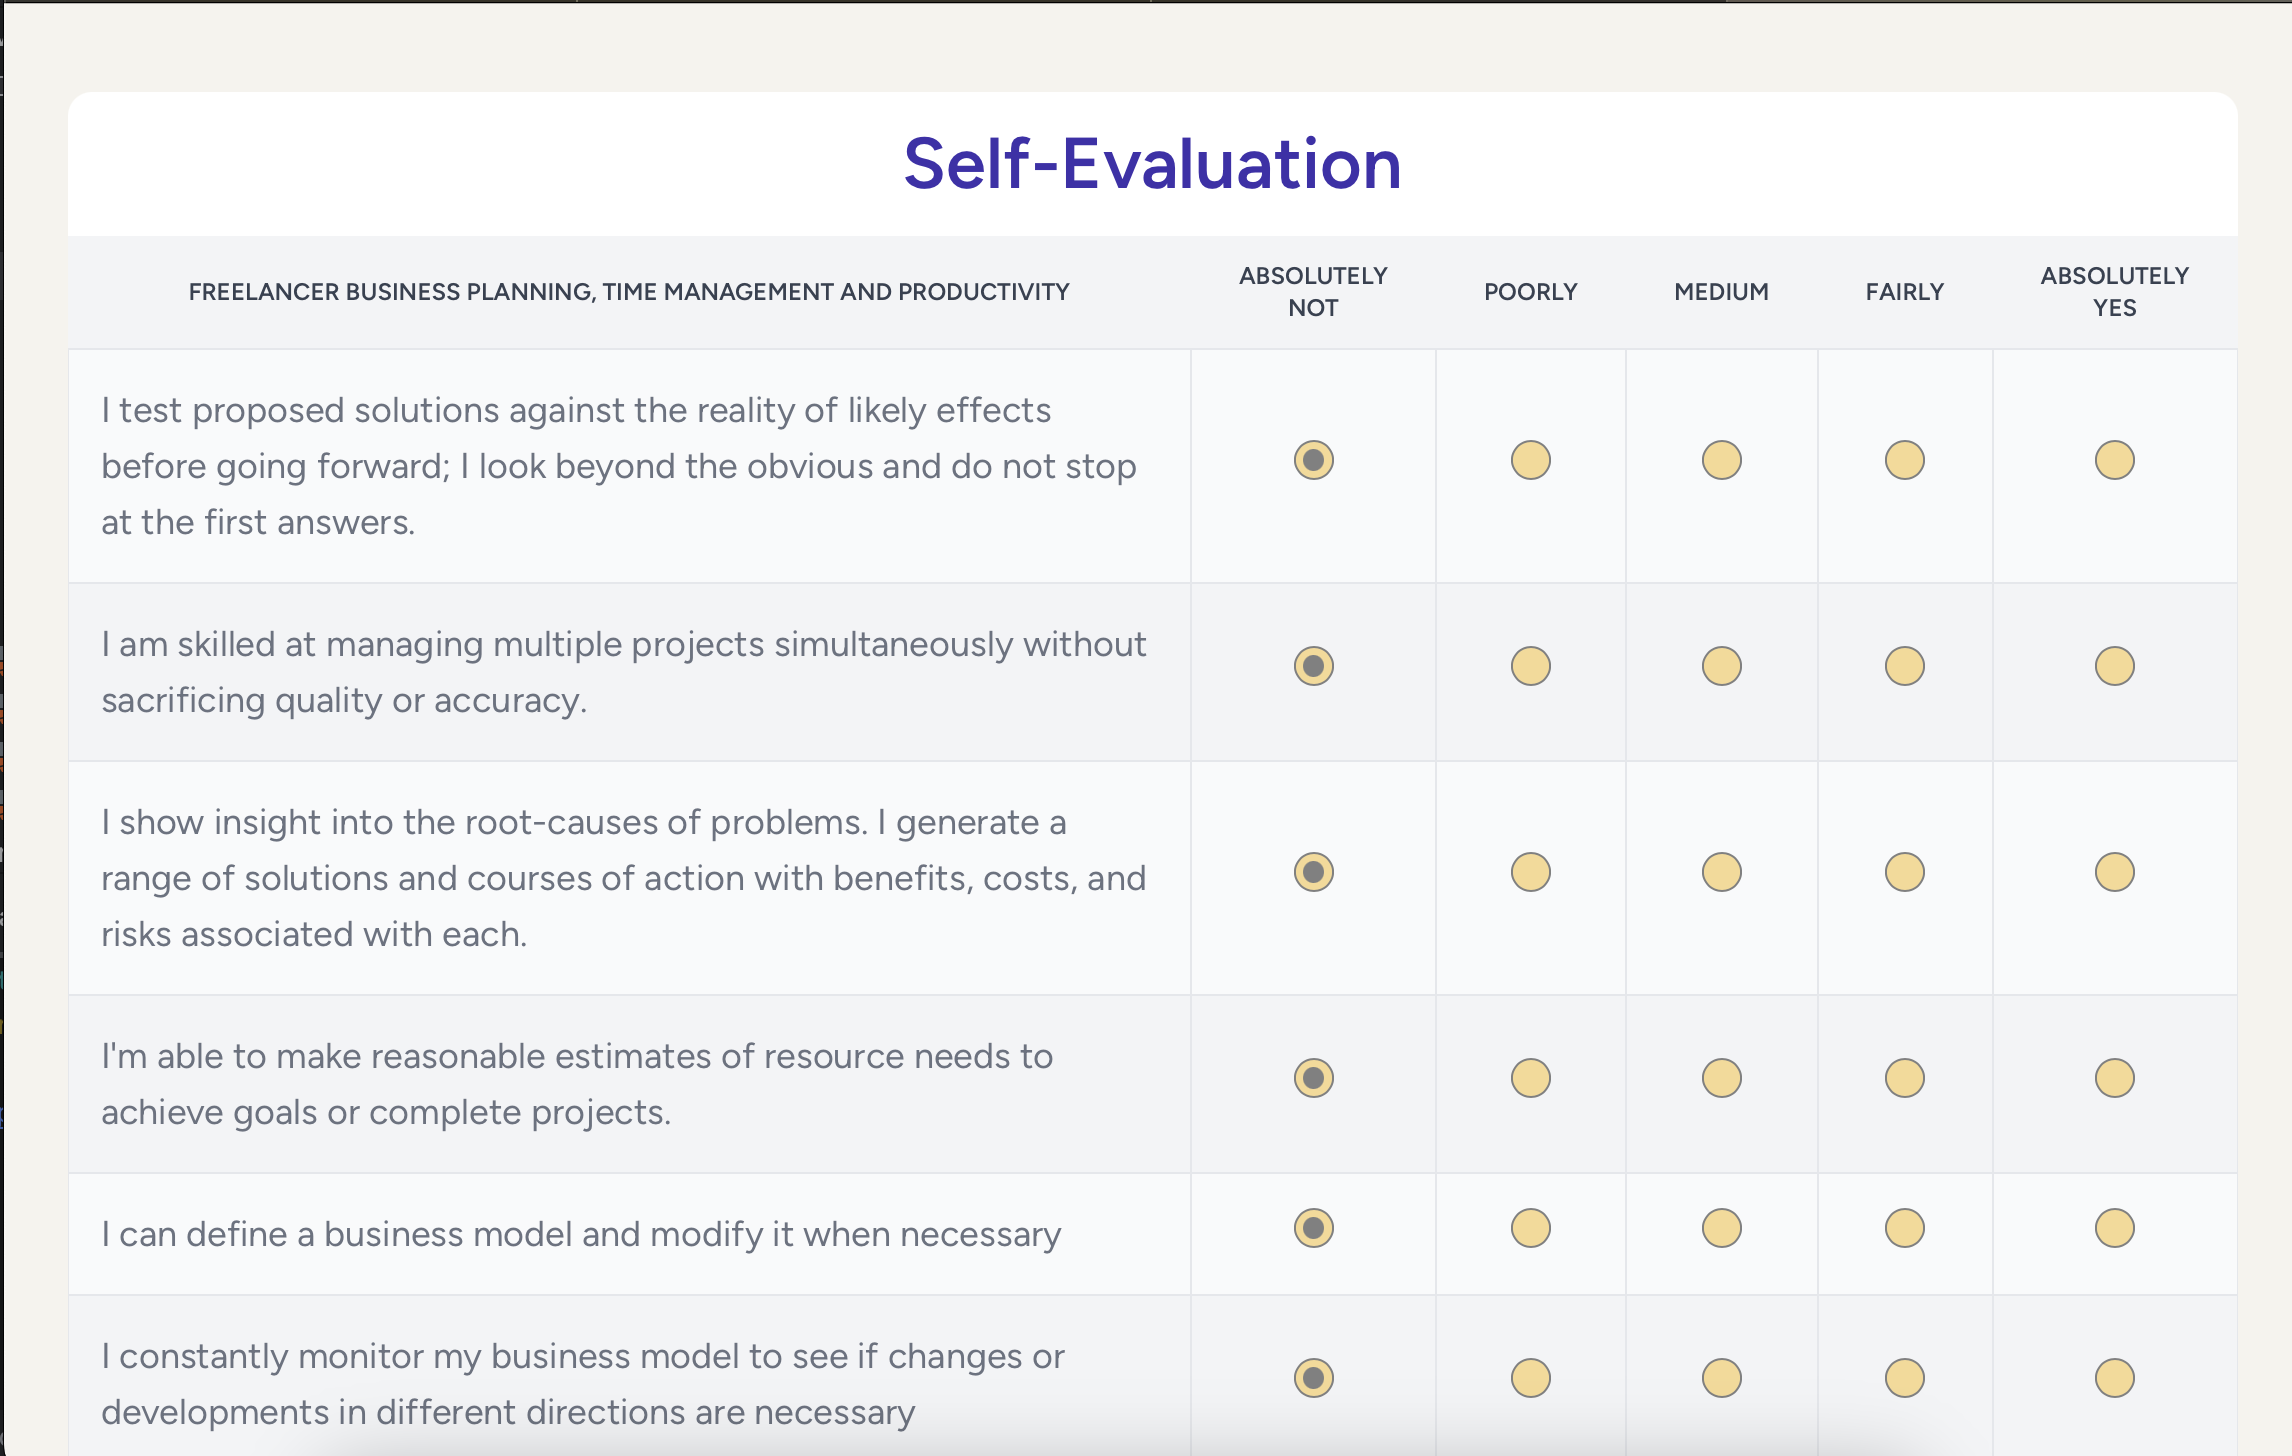 Self-Evaluation
FREELANCER BUSINESS PLANNING, TIME MANAGEMENT AND PRODUCTIVITY
ABSOLUTELY
NOT
POORLY
MEDIUM
FAIRLY
ABSOLUTELY
YES
I test proposed solutions against the reality of likely effects
before going forward; I look beyond the obvious and do not stop
at the first answers.
I am skilled at managing multiple projects simultaneously without
sacrificing quality or accuracy.
I show insight into the root-causes of problems. I generate a
range of solutions and courses of action with benefits, costs, and
risks associated with each.
I'm able to make reasonable estimates of resource needs to
achieve goals or complete projects.
I can define a business model and modify it when necessary
I constantly monitor my business model to see if changes or
developments in different directions are necessary